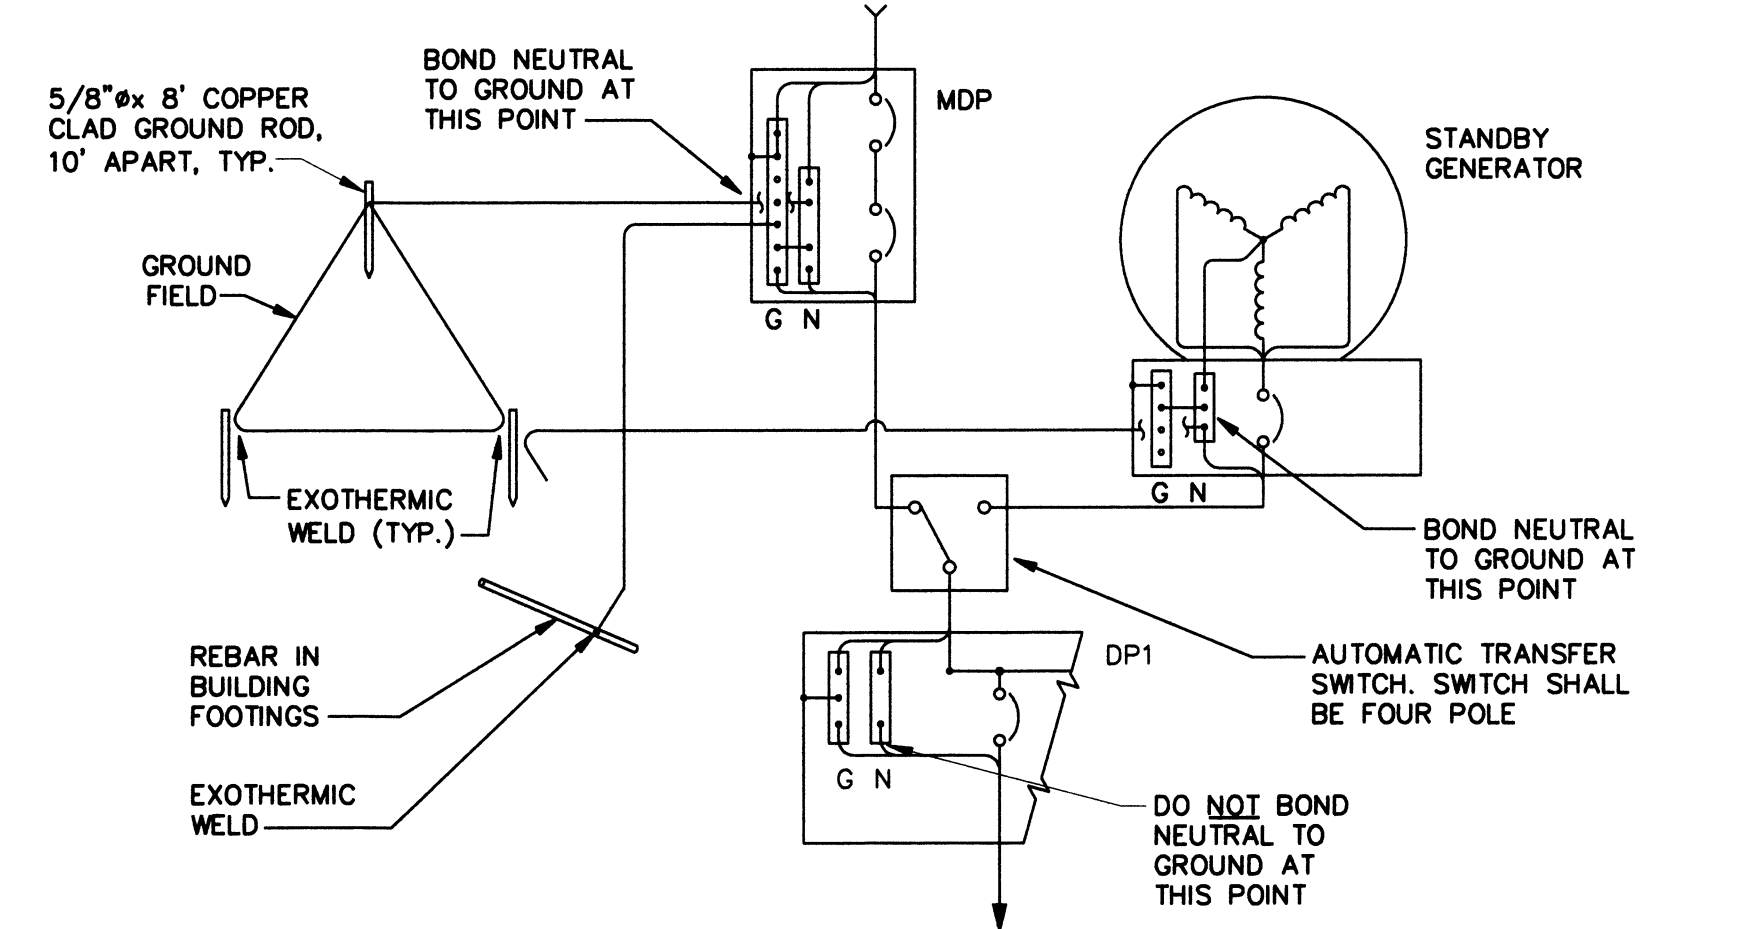 BOND NEUTRAL
TO GROUND AT
THIS POINT
5/8"øx 8' COPPER
CLAD GROUND ROD,
10' APART, TYP.
MDP
STANDBY
GENERATOR
GROUND
FIELD
G N
EXOTHERMIC
WELD (TYP.)
G N
BOND NEUTRAL
TO GROUND AT
THIS POINT
REBAR IN
BUILDING
FOOTINGS
DP1
AUTOMATIC TRANSFER
SWITCH. SWITCH SHALL
BE FOUR POLE
G N
EXOTHERMIC
WELD
DO NOT BOND
NEUTRAL TO
GROUND AT
THIS POINT